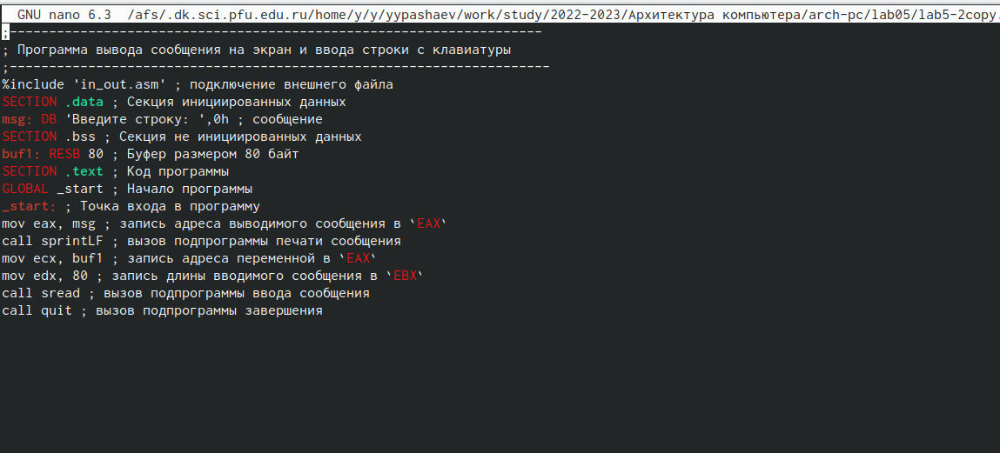 GNU nano 6.3  /afs/.dk.sci.pfu.edu.ru/home/y/y/yypashaev/work/study/2022-2023/Архитектура компьютера/arch-pc/lab05/lab5-2copy.
;--------------------------------------------------------------------
; Программа вывода сообщения на экран и ввода строки с клавиатуры
;---------------------------------------------------------------------
%include 'in_out.asm' ; подключение внешнего файла
SECTION .data ; Секция инициированных данных
msg: DB 'Введите строку: ',0h ; сообщение
SECTION .bss ; Секция не инициированных данных
buf1: RESB 80 ; Буфер размером 80 байт
SECTION .text ; Код программы
GLOBAL _start ; Начало программы
_start: ; Точка входа в программу
mov eax, msg ; запись адреса выводимого сообщения в `EAX`
call sprintLF ; вызов подпрограммы печати сообщения
mov ecx, buf1 ; запись адреса переменной в `EAX`
mov edx, 80 ; запись длины вводимого сообщения в `EBX`
call sread ; вызов подпрограммы ввода сообщения
call quit ; вызов подпрограммы завершения